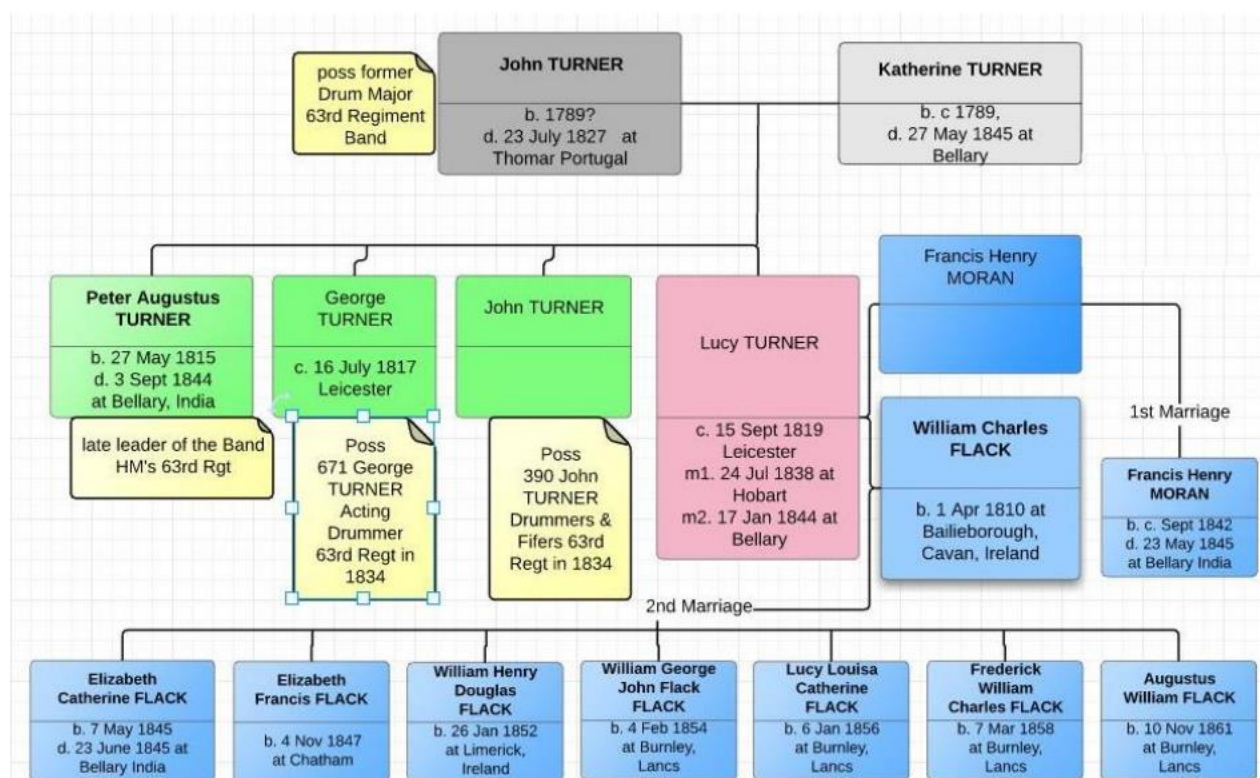 poss former
Drum Major
63rd Regiment
Band
John TURNER
b. 1789?
d. 23 July 1827 at
Thomar Portugal
Katherine TURNER
b. c 1789,
d. 27 May 1845 at
Bellary
Peter Augustus
TURNER
b. 27 May 1815
d. 3 Sept 1844
at Bellary, India
late leader of the Band
HM's 63rd Rgt
George
TURNER
c. 16 July 1817
Leicester
Poss
671 George
TURNER
Acting
Drummer
63rd Regt in
1834
John TURNER
Poss
390 John
TURNER
Drummers &
Fifers 63rd
Regt in 1834
Lucy TURNER
c. 15 Sept 1819
Leicester
m1. 24 Jul 1838 at
Hobart
m2. 17 Jan 1844 at
Bellary
Francis Henry
MORAN
William Charles
FLACK
b. 1 Apr 1810 at
Bailieborough,
Cavan, Ireland
1st Marriage
Francis Henry
MORAN
b. c. Sept 1842
d. 23 May 1845
at Bellary India
2nd Marriage
Elizabeth
Catherine FLACK
b. 7 May 1845
d. 23 June 1845 at
Bellary India
Elizabeth
Francis FLACK
b. 4 Nov 1847
at Chatham
William Henry
Douglas
FLACK
b. 26 Jan 1852
at Limerick,
Ireland
William George
John Flack
FLACK
b. 4 Feb 1854
at Burnley,
Lancs
Lucy Louisa
Catherine
FLACK
b. 6 Jan 1856
at Burnley,
Lancs
Frederick
William
Charles FLACK
b. 7 Mar 1858
at Burnley,
Lancs
Augustus
William FLACK
b. 10 Nov 1861
at Burnley,
Lancs